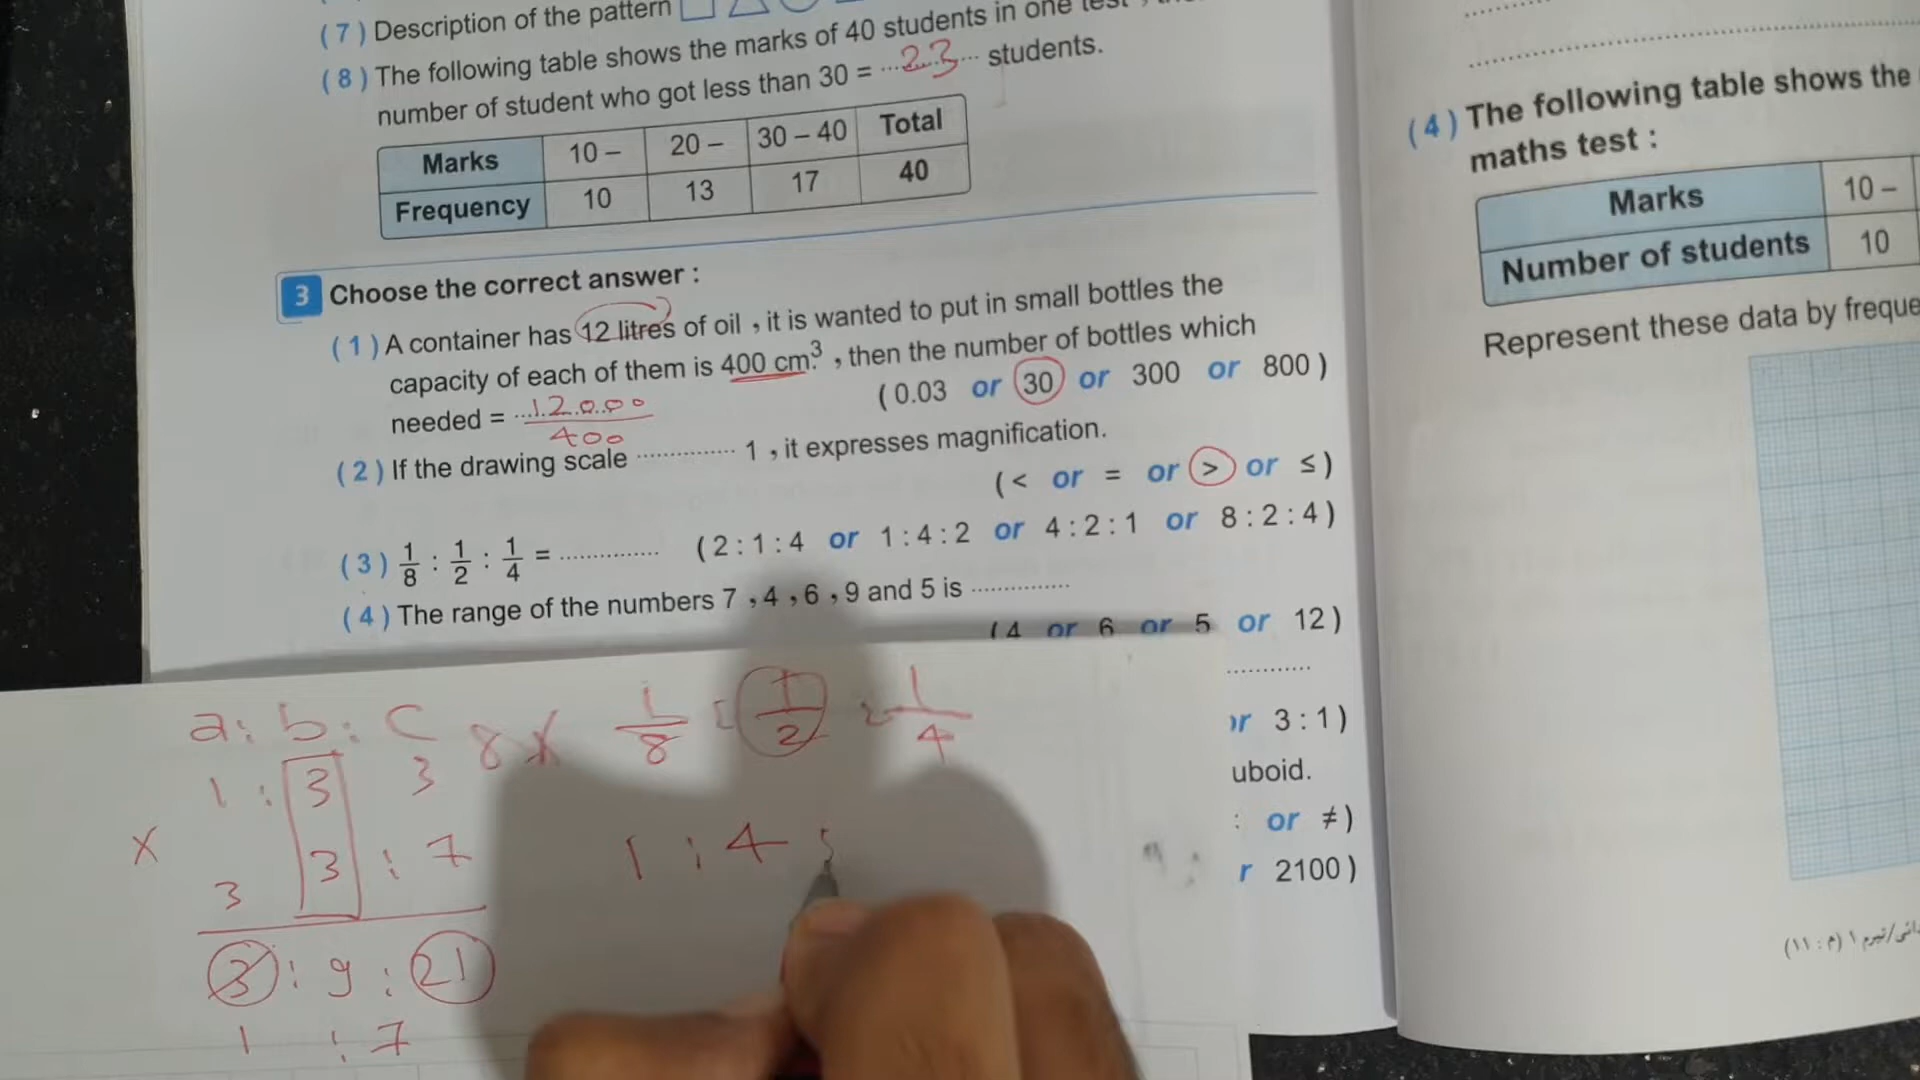 (7) Description of the pattern
(8) The following table shows the marks of 40 students in one test
number of student who got less than 30 = 23 students.
Marks 10 – 20 – 30 – 40 Total
Frequency 10 13 17 40
3 Choose the correct answer :
(1) A container has 12 litres of oil , it is wanted to put in small bottles the
capacity of each of them is 400 cm³. , then the number of bottles which
needed = 12000/400 (0.03 or 30 or 300 or 800)
(2) If the drawing scale ............... 1 , it expresses magnification.
(< or = or > or ≤)
(3) 1/8 : 1/2 : 1/4 = ............... (2 : 1 : 4 or 1 : 4 : 2 or 4 : 2 : 1 or 8 : 2 : 4)
(4) The range of the numbers 7 , 4 , 6 , 9 and 5 is ...............
(4 or 6 or 5 or 12)
............
or 3 : 1)
uboid.
: or ≠)
r 2100)
a : b : c
1 : 3 3
× 3 3 : 7
3 : 9 : 21
1 : 7
8 × 1/8 : 1/2 : 1/4
1 : 4 :
(4) The following table shows the
maths test :
Marks 10 –
Number of students 10
Represent these data by freque
(م : ١١) ١